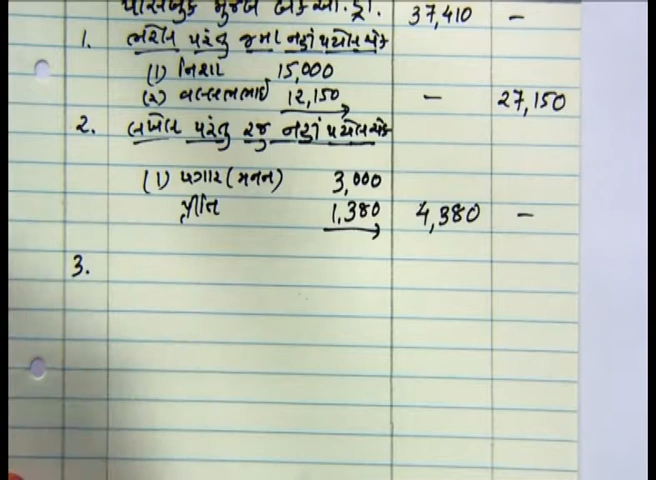 પાસબુક મુજબ બેંક ઓ. ડ્રા. 37,410 –
1. ભરેલ પરંતુ જમા નહીં થયેલ ચેક
(1) નિશા 15,000
(2) વલ્લભભાઈ 12,150 – 27,150
2. લખેલ પરંતુ રજુ નહીં થયેલ ચેક
(1) પગાર (મનન) 3,000
પ્રીતિ 1,380 4,380 –
3.